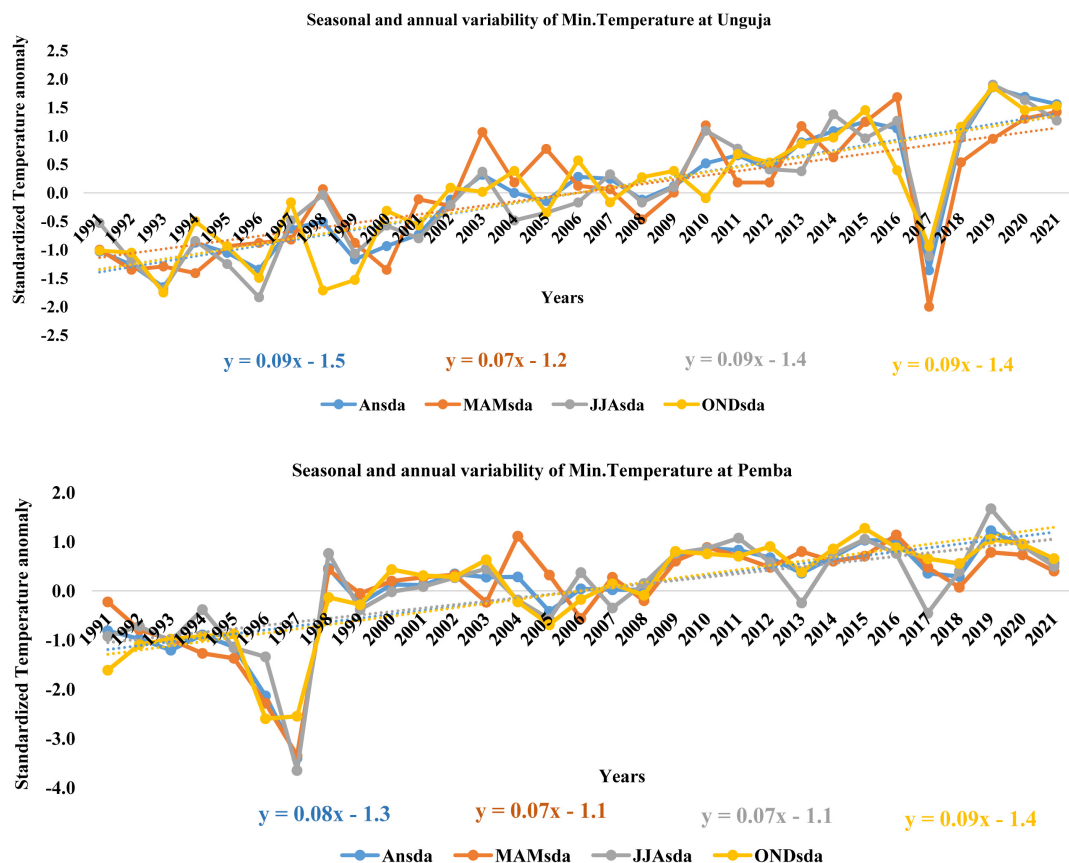 Seasonal and annual variability of Min.Temperature at Unguja
Standardized Temperature anomaly
2.5
2.0
1.5
1.0
0.5
0.0
-0.5
-1.0
-1.5
-2.0
-2.5
1991 1992 1993 1994 1995 1996 1997 1998 1999 2000 2001 2002 2003 2004 2005 2006 2007 2008 2009 2010 2011 2012 2013 2014 2015 2016 2017 2018 2019 2020 2021
Years
y = 0.09x - 1.5 y = 0.07x - 1.2 y = 0.09x - 1.4 y = 0.09x - 1.4
Ansda MAMsda JJAsda ONDsda
Seasonal and annual variability of Min.Temperature at Pemba
Standardized Temperature anomaly
2.0
1.0
0.0
-1.0
-2.0
-3.0
-4.0
1991 1992 1993 1994 1995 1996 1997 1998 1999 2000 2001 2002 2003 2004 2005 2006 2007 2008 2009 2010 2011 2012 2013 2014 2015 2016 2017 2018 2019 2020 2021
Years
y = 0.08x - 1.3 y = 0.07x - 1.1 y = 0.07x - 1.1 y = 0.09x - 1.4
Ansda MAMsda JJAsda ONDsda